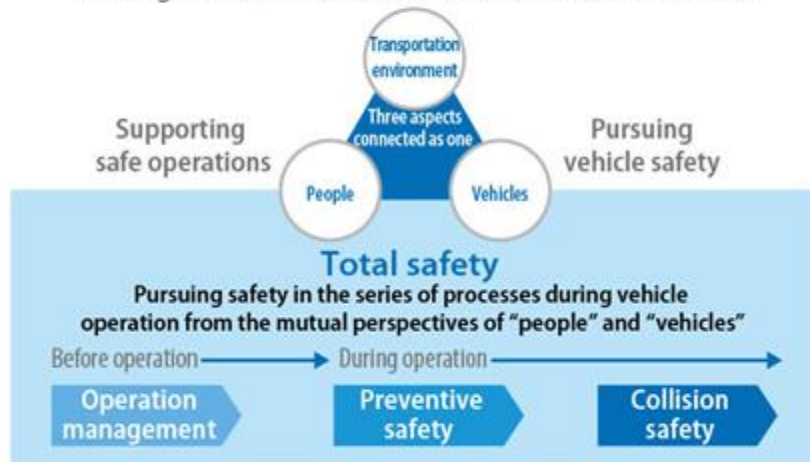 Transportation
environment
Three aspects
connected as one
Supporting
safe operations
Pursuing
vehicle safety
People
Vehicles
Total safety
Pursuing safety in the series of processes during vehicle
operation from the mutual perspectives of “people” and “vehicles”
Before operation
During operation
Operation
management
Preventive
safety
Collision
safety